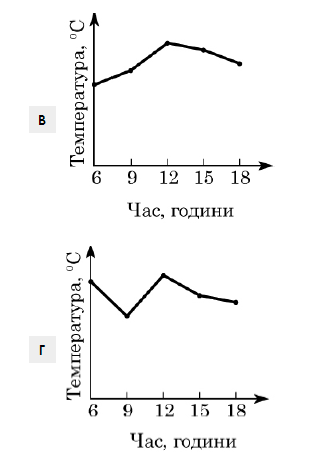 Температура, °C
В
6 9 12 15 18
Час, години
Температура, °C
Г
6 9 12 15 18
Час, години